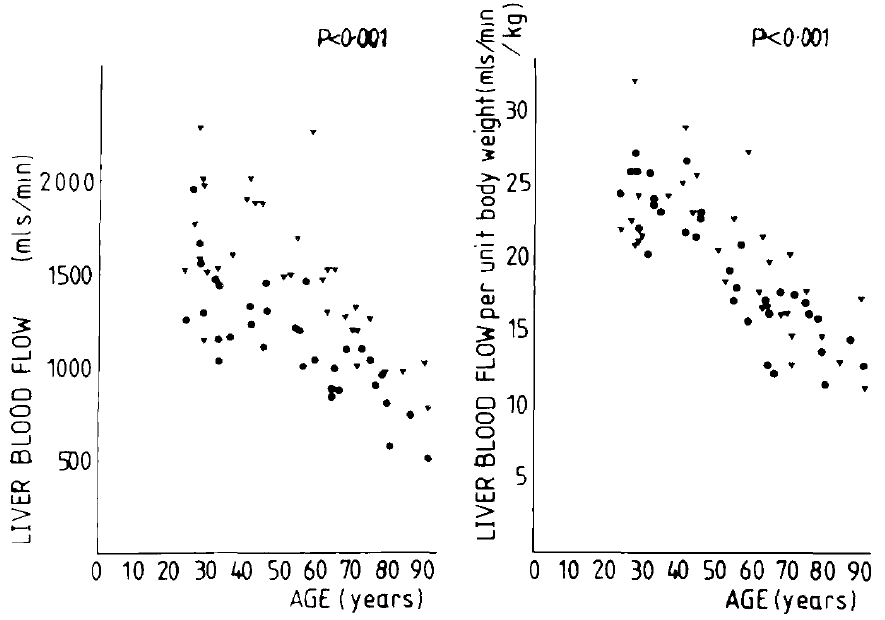 P<0·001
LIVER BLOOD FLOW (mls/min)
2000
1500
1000
500
0 10 20 30 40 50 60 70 80 90
AGE (years)
P<0·001
LIVER BLOOD FLOW per unit body weight (mls/min
/kg)
30
25
20
15
10
5
0 10 20 30 40 50 60 70 80 90
AGE (years)